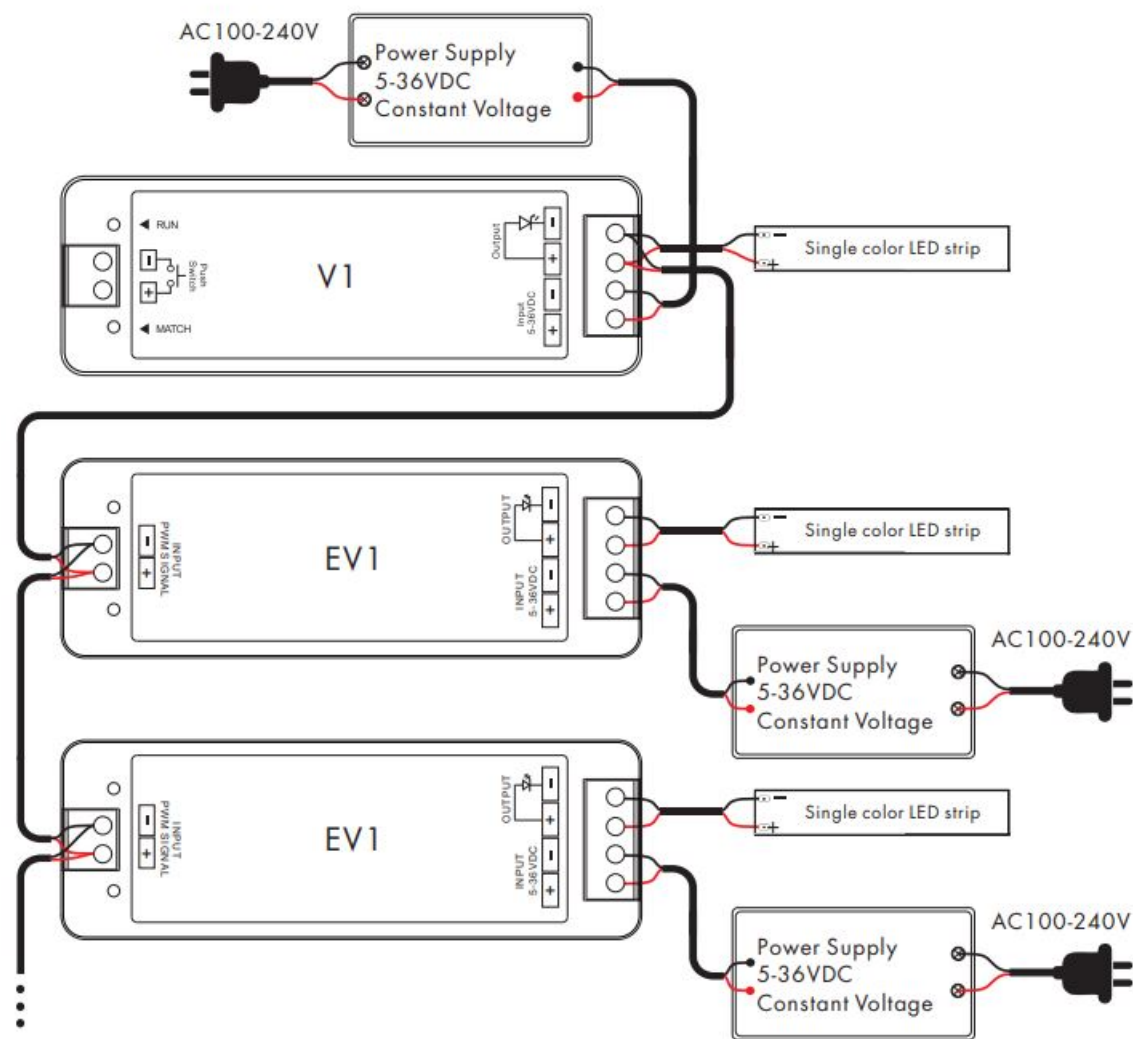 AC100-240V
Power Supply
5-36VDC
Constant Voltage
RUN
Push
Switch
-
+
MATCH
V1
Output
-
+
Input
5-36VDC
-
+
- Single color LED strip
+
INPUT
PWM SIGNAL
-
+
EV1
OUTPUT
-
+
INPUT
5-36VDC
-
+
- Single color LED strip
+
AC100-240V
Power Supply
5-36VDC
Constant Voltage
INPUT
PWM SIGNAL
-
+
EV1
OUTPUT
-
+
INPUT
5-36VDC
-
+
- Single color LED strip
+
AC100-240V
Power Supply
5-36VDC
Constant Voltage